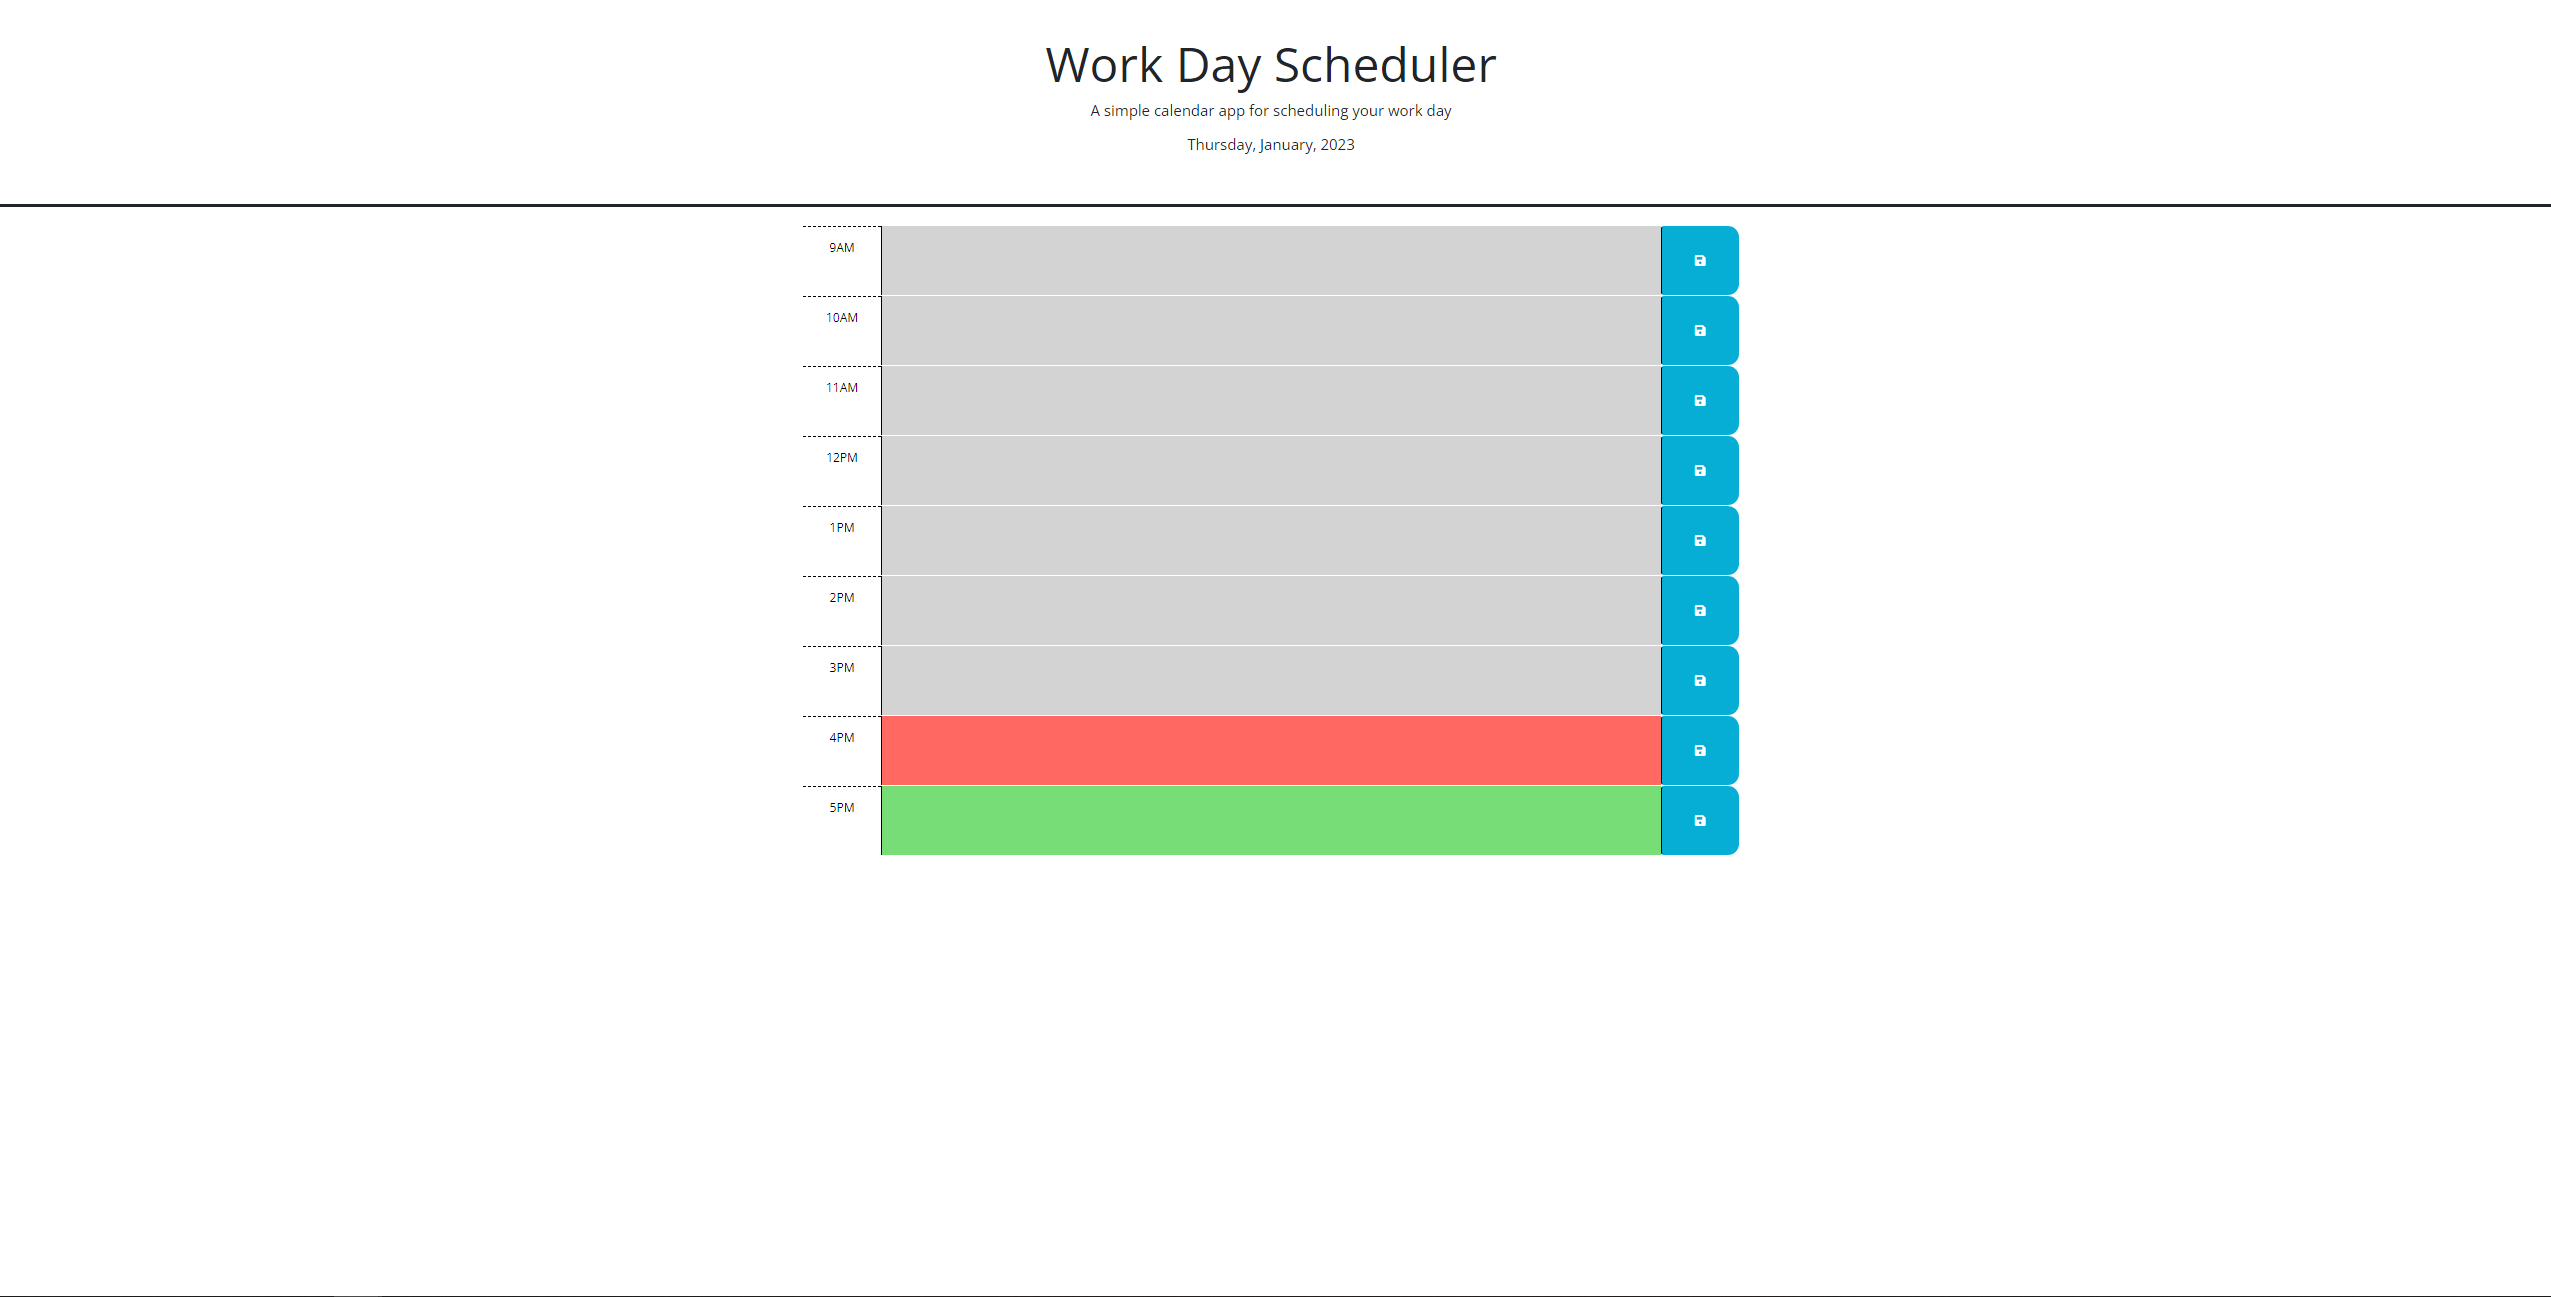 Work Day Scheduler
A simple calendar app for scheduling your work day
Thursday, January, 2023
9AM
10AM
11AM
12PM
1PM
2PM
3PM
4PM
5PM